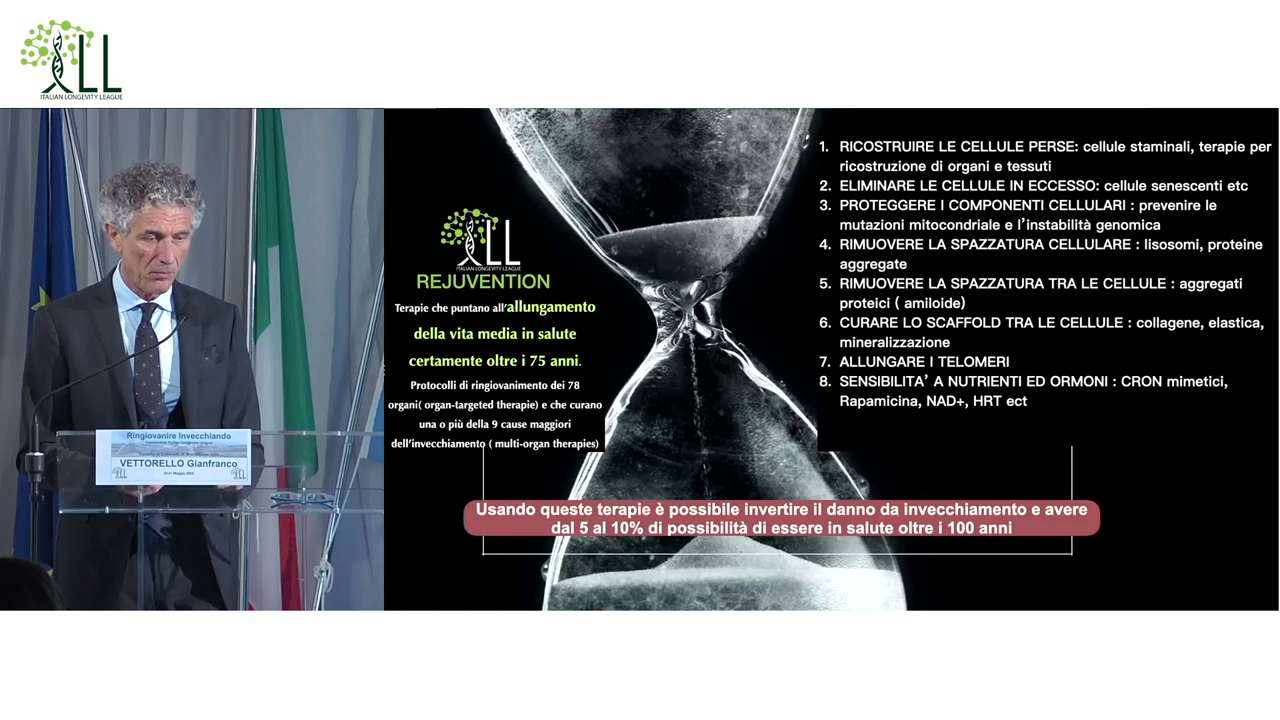 LL
ITALIAN LONGEVITY LEAGUE
LL
ITALIAN LONGEVITY LEAGUE
REJUVENTION
Terapie che puntano all'allungamento
della vita media in salute
certamente oltre i 75 anni.
Protocolli di ringiovanimento dei 78
organi( organ-targeted therapie) e che curano
una o più della 9 cause maggiori
dell'invecchiamento ( multi-organ therapies)
1. RICOSTRUIRE LE CELLULE PERSE: cellule staminali, terapie per
ricostruzione di organi e tessuti
2. ELIMINARE LE CELLULE IN ECCESSO: cellule senescenti etc
3. PROTEGGERE I COMPONENTI CELLULARI : prevenire le
mutazioni mitocondriale e l'instabilità genomica
4. RIMUOVERE LA SPAZZATURA CELLULARE : lisosomi, proteine
aggregate
5. RIMUOVERE LA SPAZZATURA TRA LE CELLULE : aggregati
proteici ( amiloide)
6. CURARE LO SCAFFOLD TRA LE CELLULE : collagene, elastica,
mineralizzazione
7. ALLUNGARE I TELOMERI
8. SENSIBILITA' A NUTRIENTI ED ORMONI : CRON mimetici,
Rapamicina, NAD+, HRT ect
Usando queste terapie è possibile invertire il danno da invecchiamento e avere
dal 5 al 10% di possibilità di essere in salute oltre i 100 anni
Ringiovanire Invecchiando
VETTORELLO Gianfranco